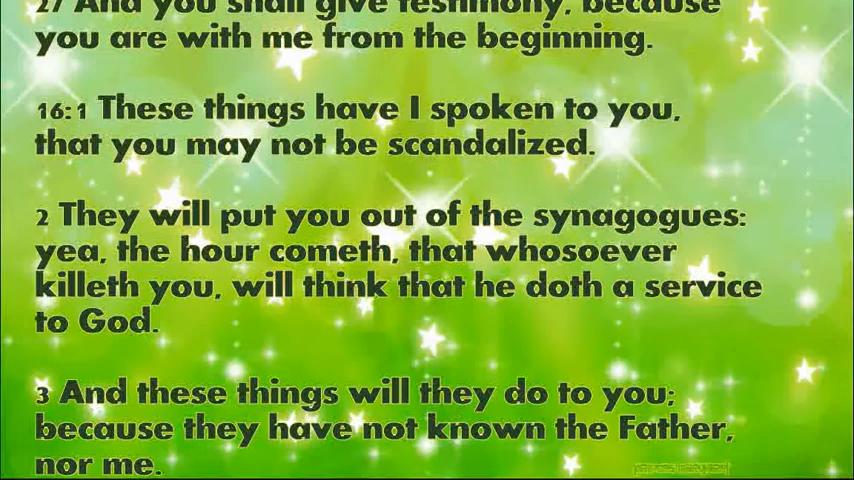 27 And you shall give testimony, because
you are with me from the beginning.
16:1 These things have I spoken to you,
that you may not be scandalized.
2 They will put you out of the synagogues:
yea, the hour cometh, that whosoever
killeth you, will think that he doth a service
to God.
3 And these things will they do to you;
because they have not known the Father,
nor me.